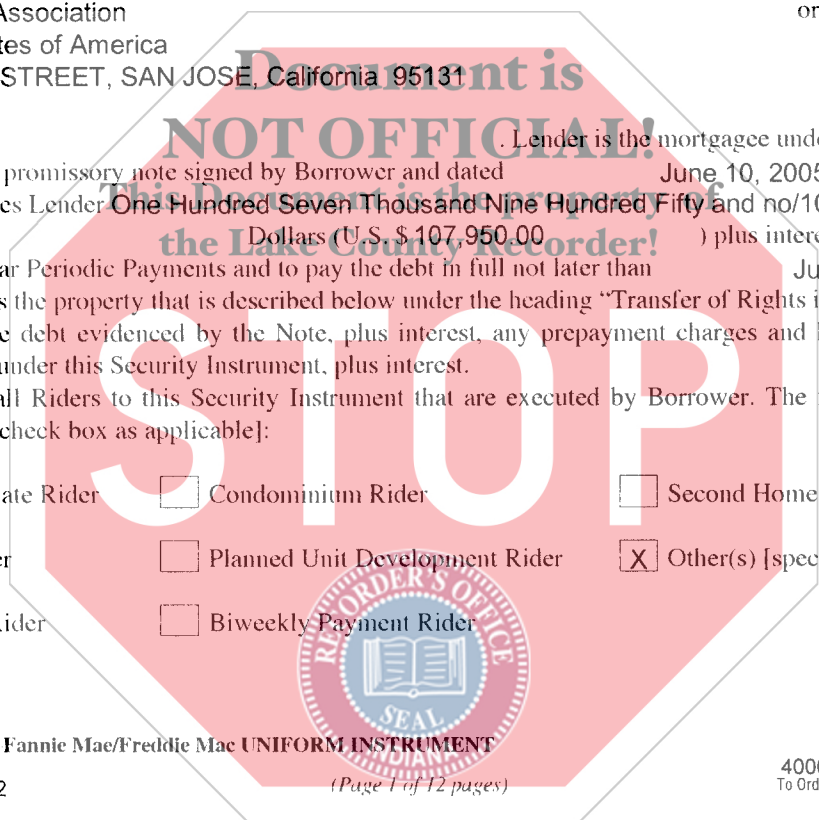 Association
or
tes of America
STREET, SAN JOSE, California 95131
Document is
NOT OFFICIAL!
. Lender is the mortgagee unde
promissory note signed by Borrower and dated June 10, 2005
This Document is the property of
es Lender One Hundred Seven Thousand Nine Hundred Fifty and no/10
the Lake County Recorder!
Dollars (U.S. $ 107,950.00 ) plus intere
ar Periodic Payments and to pay the debt in full not later than Ju
s the property that is described below under the heading “Transfer of Rights i
e debt evidenced by the Note, plus interest, any prepayment charges and l
under this Security Instrument, plus interest.
all Riders to this Security Instrument that are executed by Borrower. The
check box as applicable]:
STOP
ate Rider Condominium Rider Second Home
er Planned Unit Development Rider X Other(s) [spec
ider Biweekly Payment Rider
RECORDER'S OFFICE
SEAL
INDIANA
Fannie Mae/Freddie Mac UNIFORM INSTRUMENT
(Page 1 of 12 pages)
400
2
To Ord